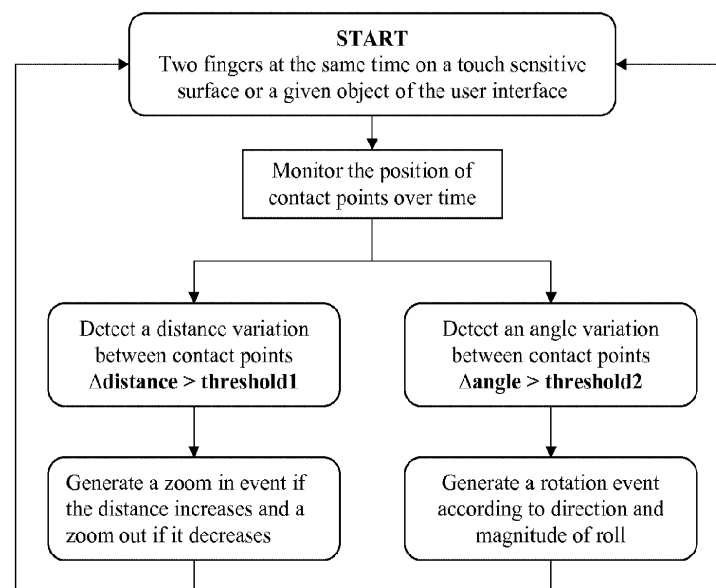 START
Two fingers at the same time on a touch sensitive
surface or a given object of the user interface
Monitor the position of
contact points over time
Detect a distance variation
between contact points
Δdistance > threshold1
Detect an angle variation
between contact points
Δangle > threshold2
Generate a zoom in event if
the distance increases and a
zoom out if it decreases
Generate a rotation event
according to direction and
magnitude of roll